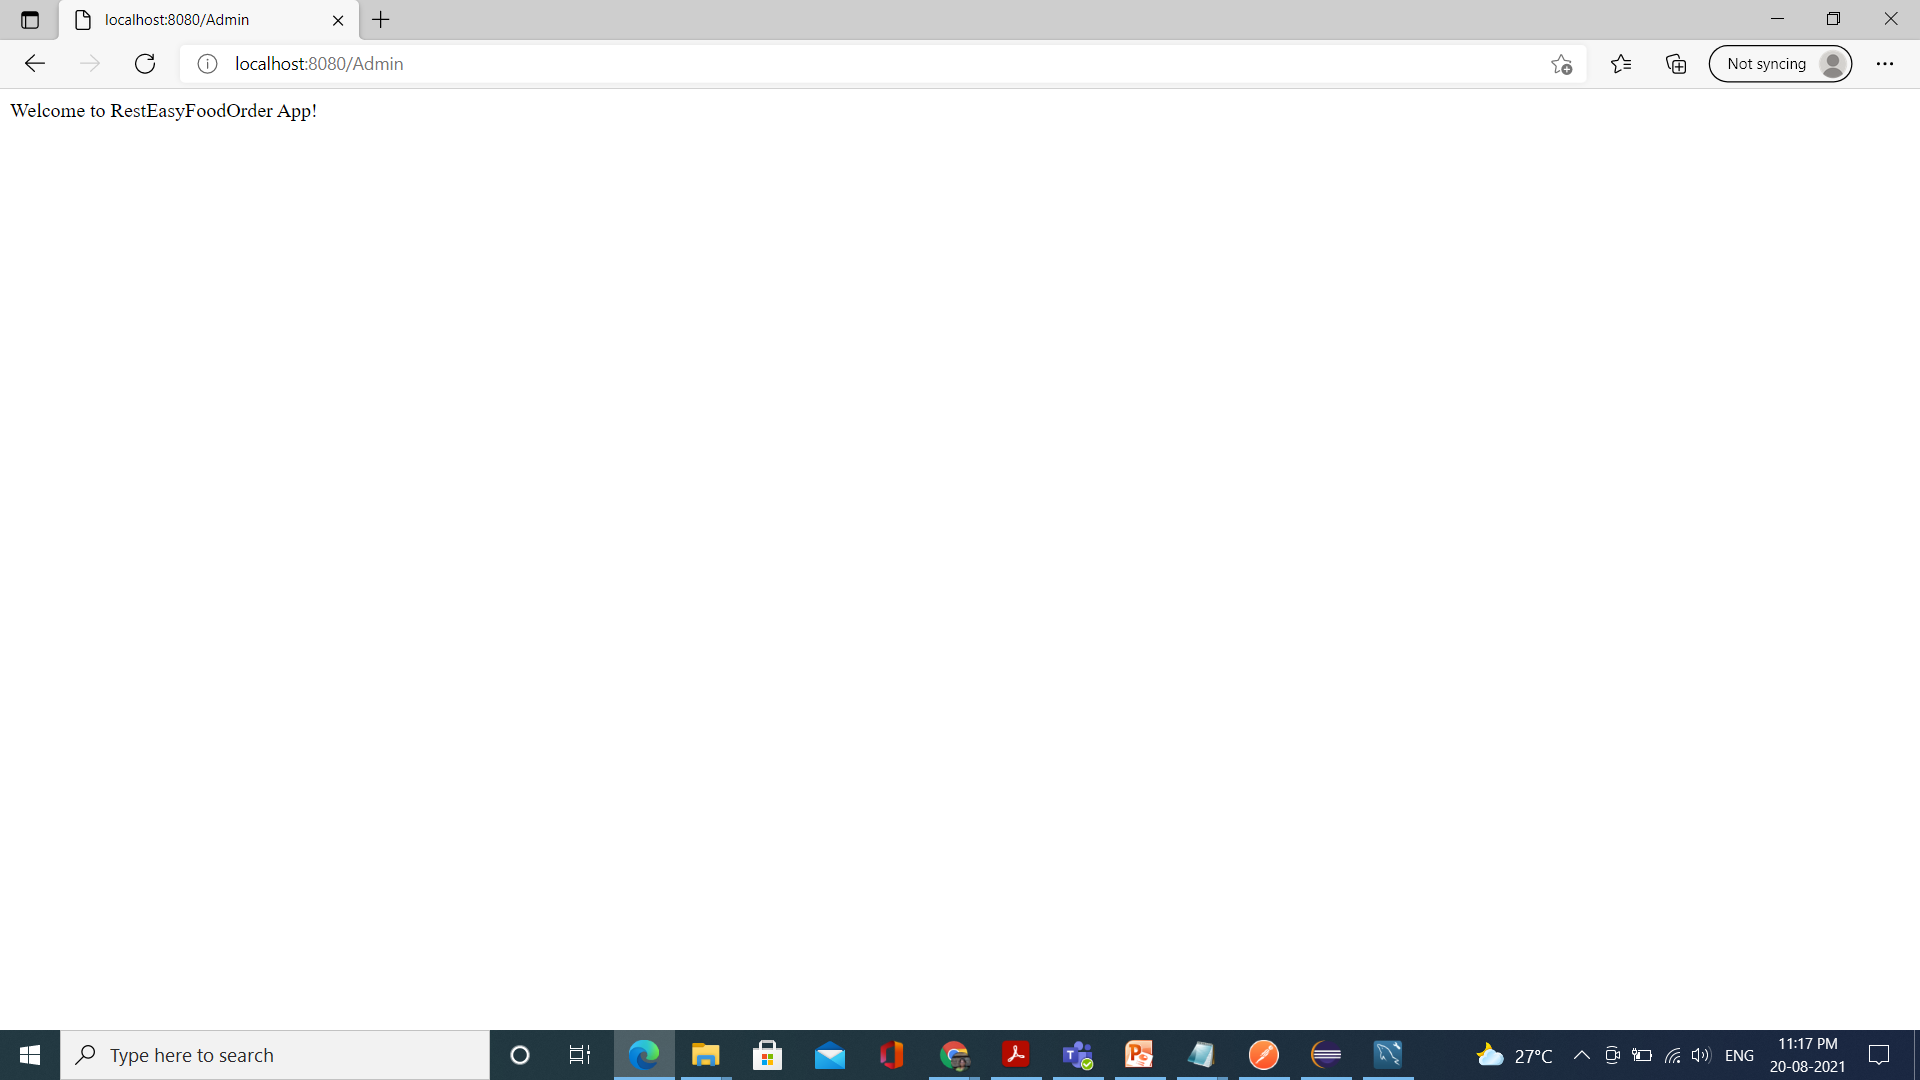 localhost:8080/Admin
localhost:8080/Admin
Not syncing
Welcome to RestEasyFoodOrder App!
Type here to search
27°C
ENG
11:17 PM
20-08-2021